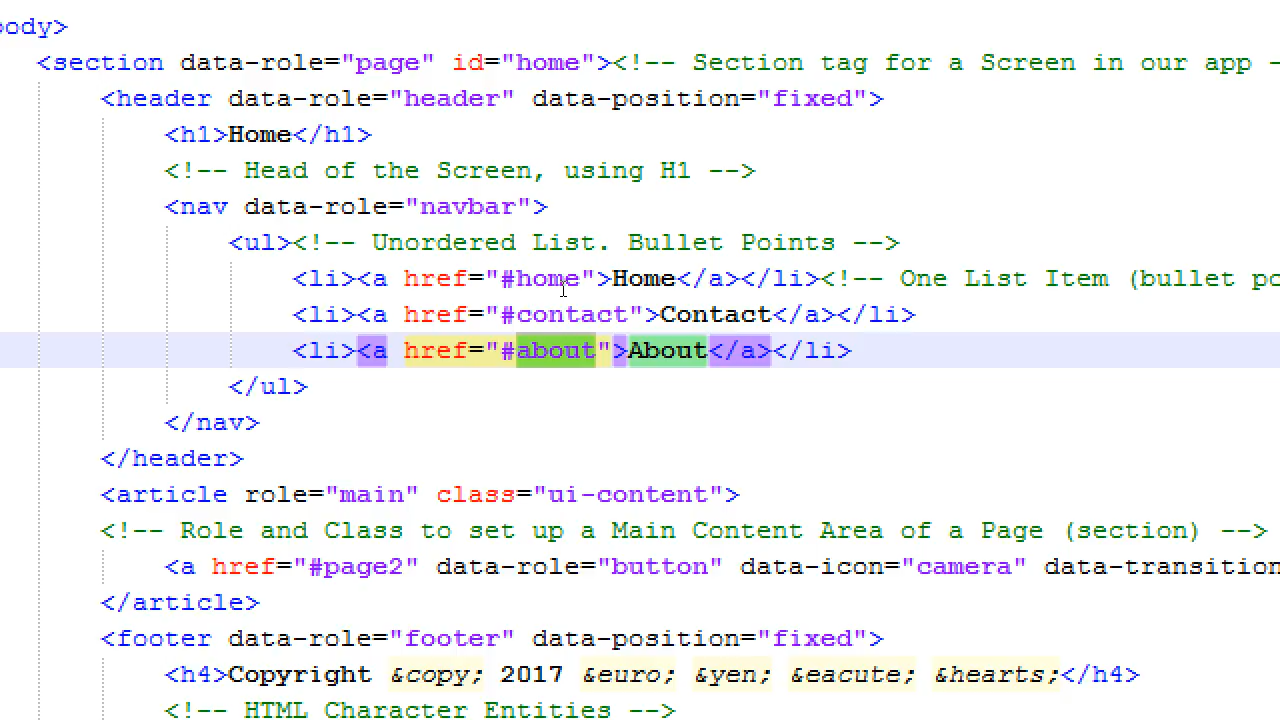 ody>
<section data-role="page" id="home"><!-- Section tag for a Screen in our app -
<header data-role="header" data-position="fixed">
<h1>Home</h1>
<!-- Head of the Screen, using H1 -->
<nav data-role="navbar">
<ul><!-- Unordered List. Bullet Points -->
<li><a href="#home">Home</a></li><!-- One List Item (bullet po
<li><a href="#contact">Contact</a></li>
<li><a href="#about">About</a></li>
</ul>
</nav>
</header>
<article role="main" class="ui-content">
<!-- Role and Class to set up a Main Content Area of a Page (section) -->
<a href="#page2" data-role="button" data-icon="camera" data-transition
</article>
<footer data-role="footer" data-position="fixed">
<h4>Copyright &copy; 2017 &euro; &yen; &eacute; &hearts;</h4>
<!-- HTML Character Entities -->